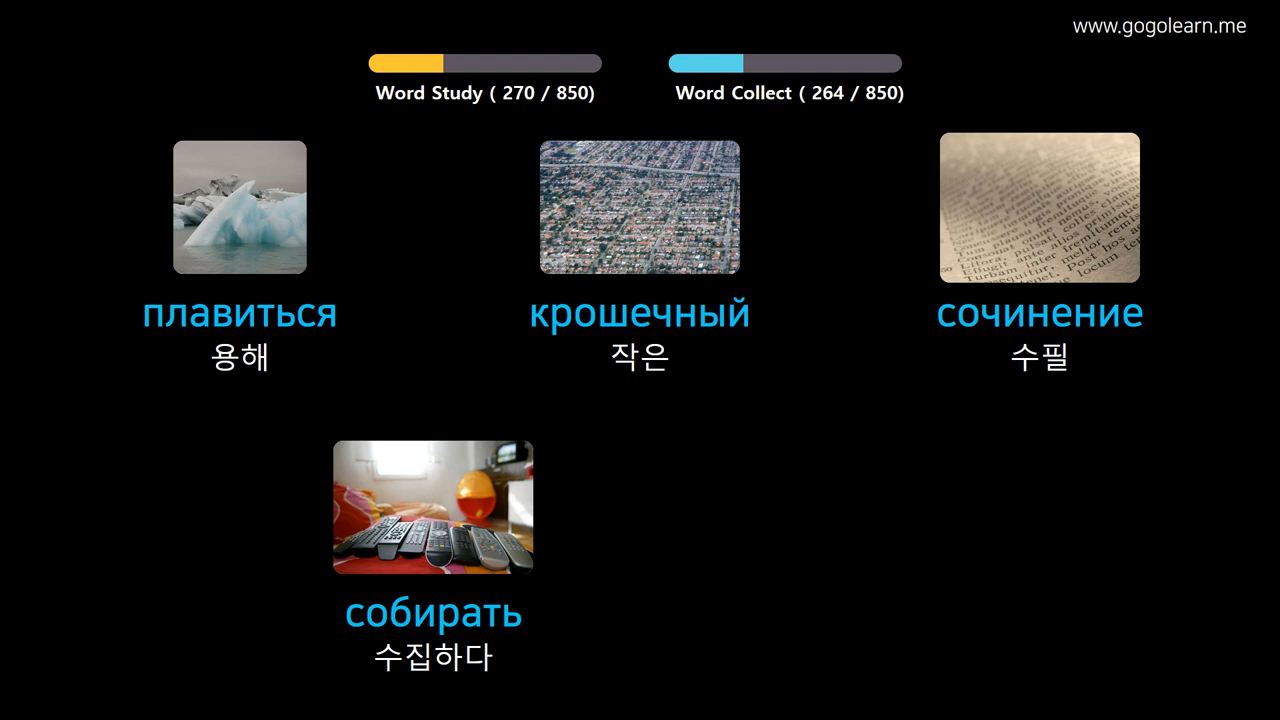 www.gogolearn.me
Word Study ( 270 / 850)
Word Collect ( 264 / 850)
плавиться
용해
крошечный
작은
сочинение
수필
собирать
수집하다